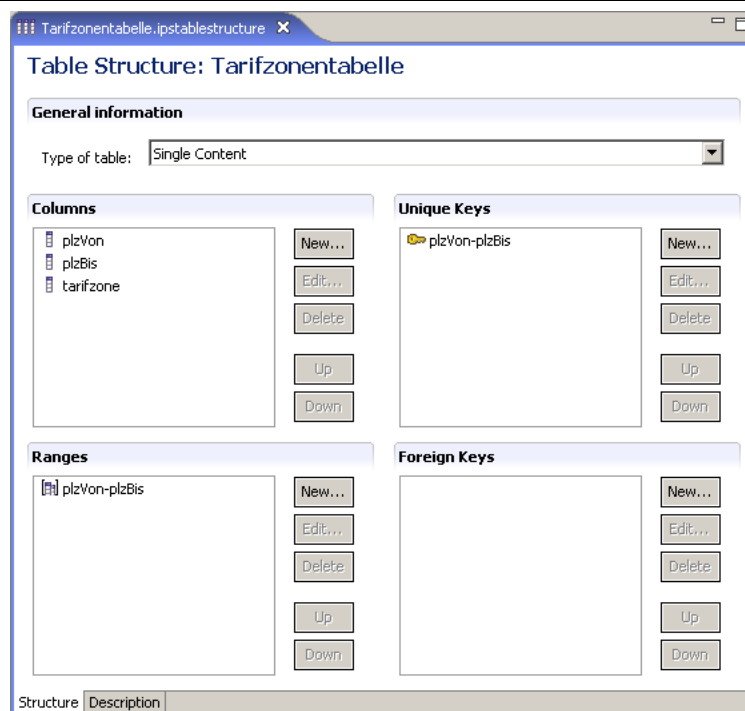 Tarifzonentabelle.ipstablestructure
Table Structure: Tarifzonentabelle
General information
Type of table: Single Content
Columns
plzVon
plzBis
tarifzone
New...
Edit...
Delete
Up
Down
Unique Keys
plzVon-plzBis
New...
Edit...
Delete
Up
Down
Ranges
plzVon-plzBis
New...
Edit...
Delete
Up
Down
Foreign Keys
New...
Edit...
Delete
Up
Down
Structure Description